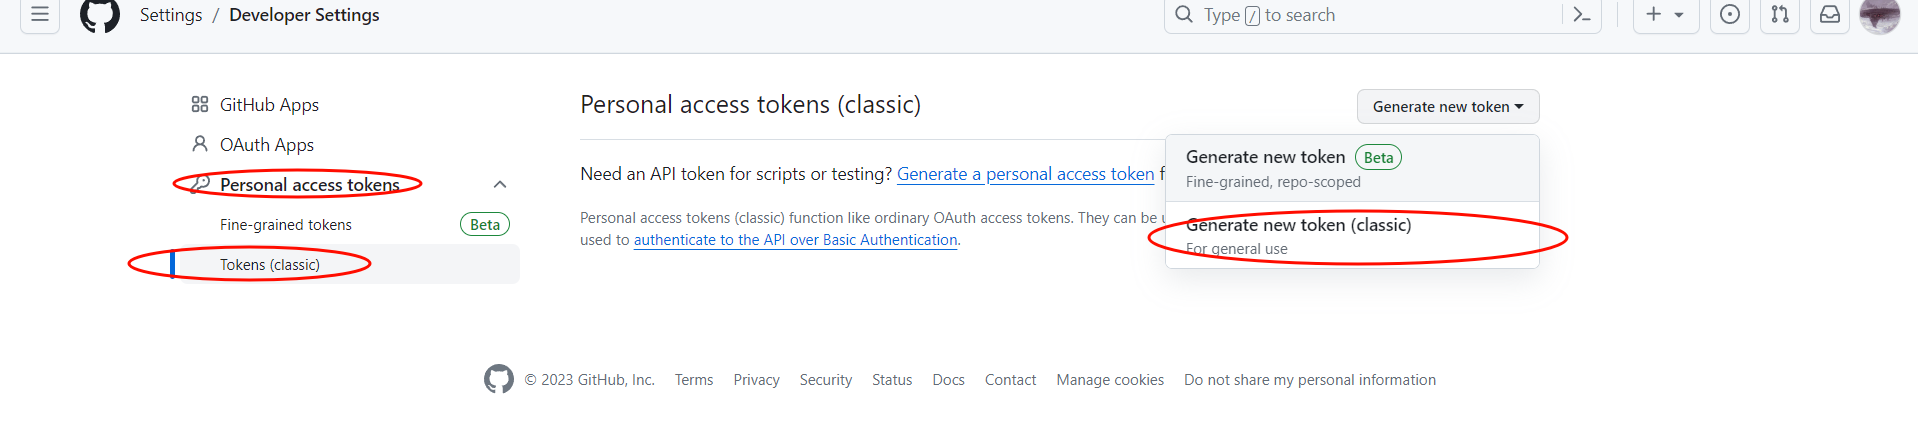 Settings / Developer Settings
Type / to search
GitHub Apps
OAuth Apps
Personal access tokens
Fine-grained tokens Beta
Tokens (classic)
Personal access tokens (classic)
Generate new token
Need an API token for scripts or testing? Generate a personal access token f
Personal access tokens (classic) function like ordinary OAuth access tokens. They can be u
used to authenticate to the API over Basic Authentication.
Generate new token Beta
Fine-grained, repo-scoped
Generate new token (classic)
For general use
© 2023 GitHub, Inc. Terms Privacy Security Status Docs Contact Manage cookies Do not share my personal information